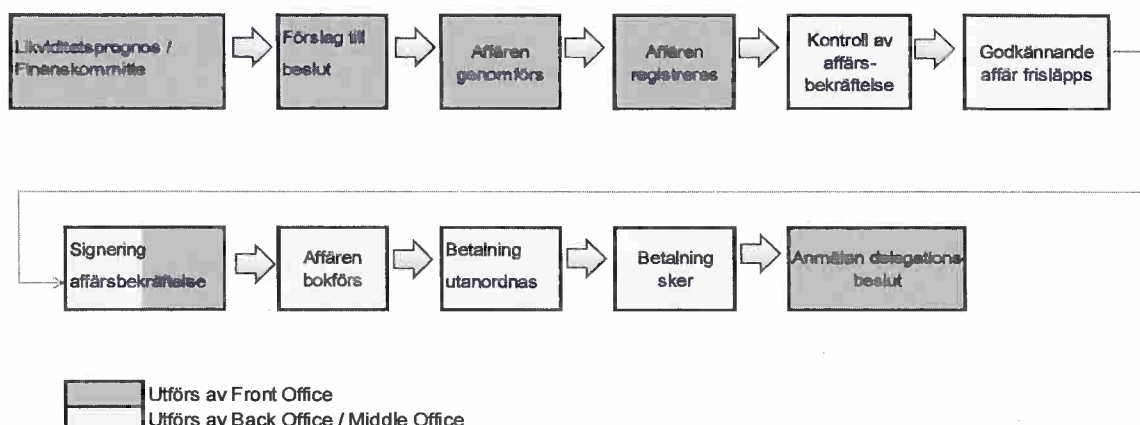 Likviditetsprognos /
Finanskommitte
Förslag till
beslut
Affären
genomförs
Affären
registreras
Kontroll av
affärs-
bekräftelse
Godkännande
affär frisläpps
Signering
affärsbekräftelse
Affären
bokförs
Betalning
utanordnas
Betalning
sker
Anmälan delegations-
beslut
Utförs av Front Office
Utförs av Back Office / Middle Office